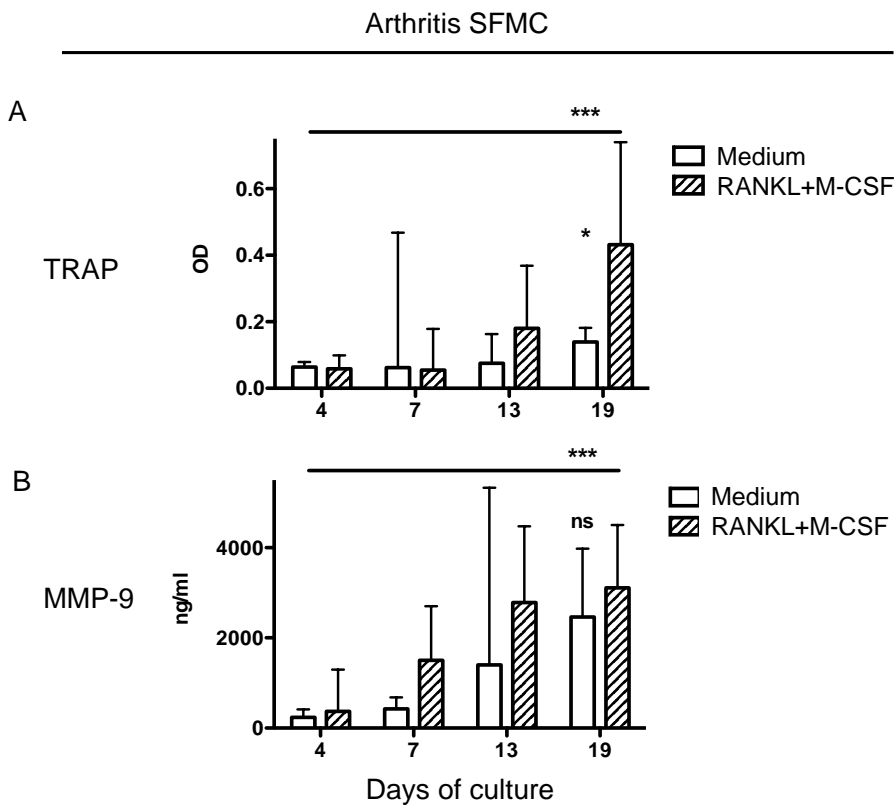 Arthritis SFMC
A
***
Medium
RANKL+M-CSF
TRAP
OD
0.6
0.4
0.2
0.0
*
4 7 13 19
B
***
Medium
RANKL+M-CSF
MMP-9
ng/ml
4000
2000
0
ns
4 7 13 19
Days of culture